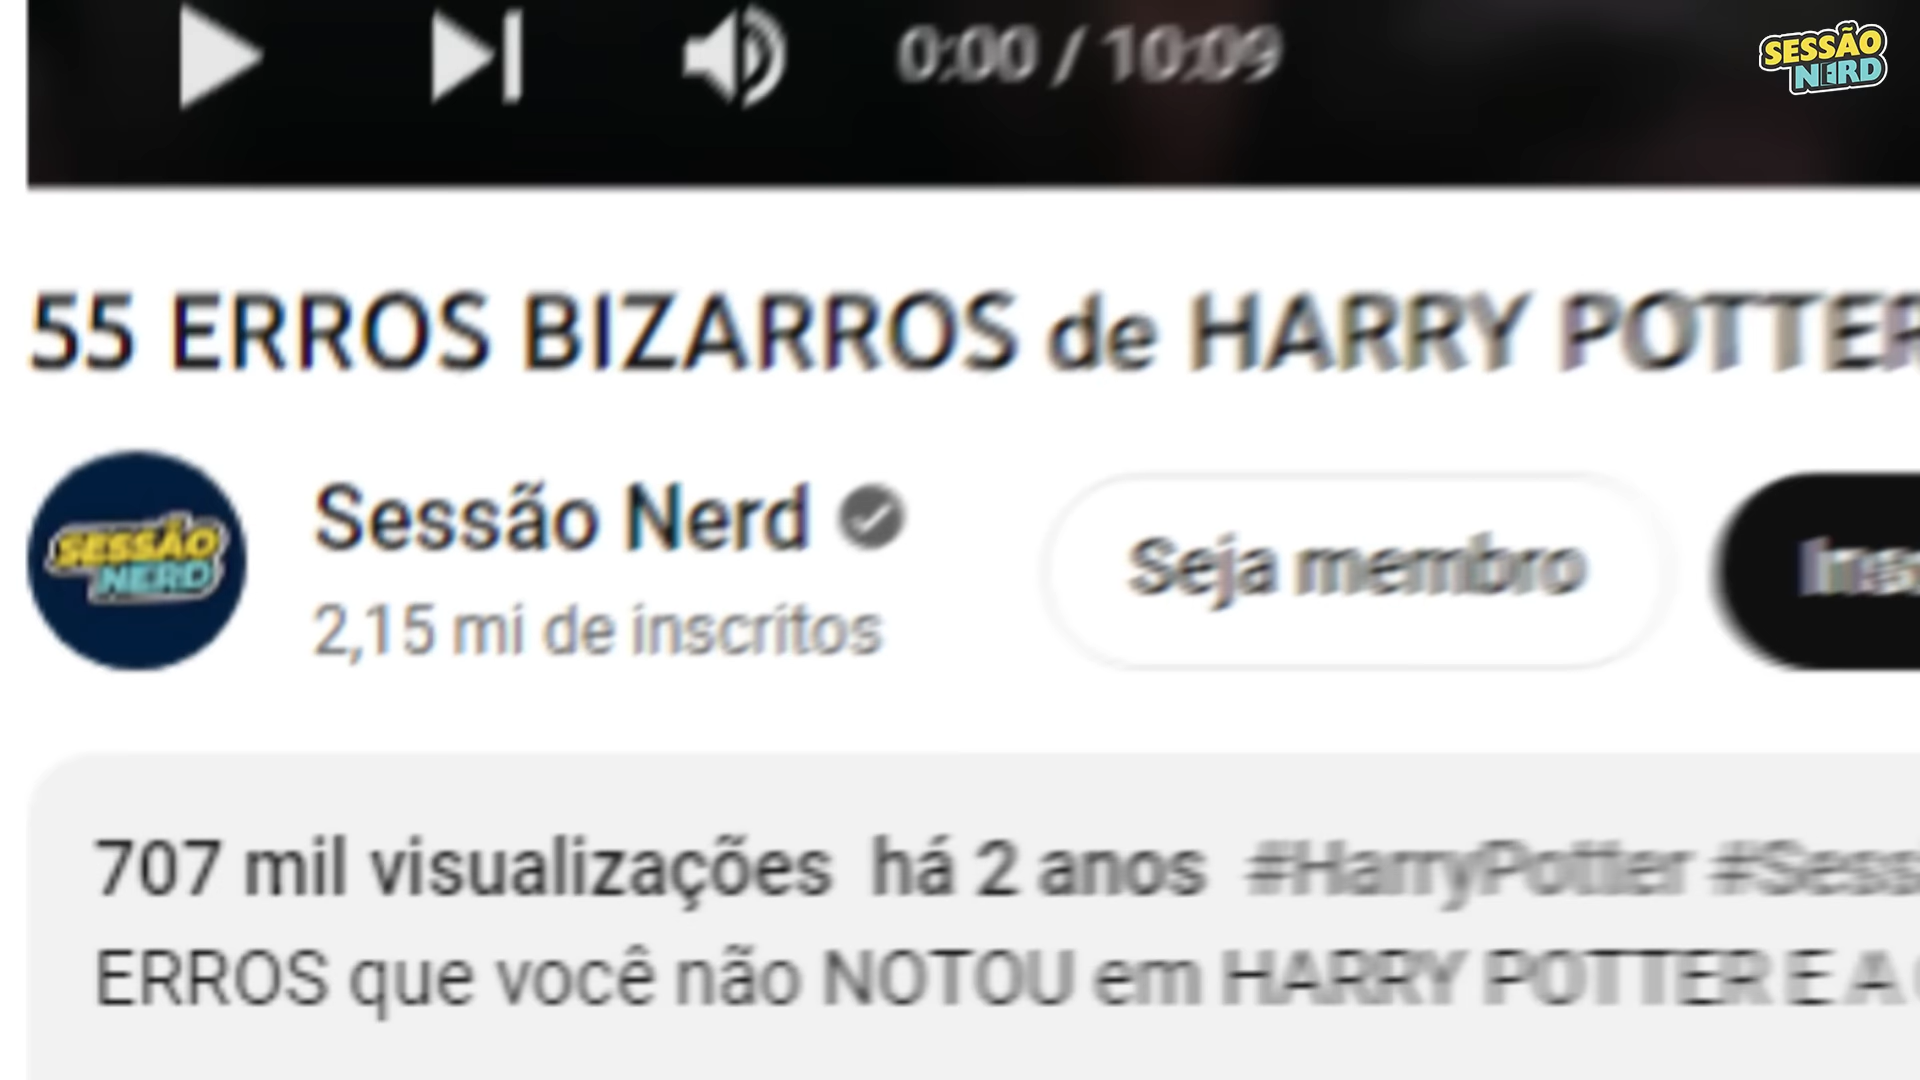 0:00 / 10:09
SESSÃO
NERD
55 ERROS BIZARROS de HARRY POTTER
SESSÃO
NERD
Sessão Nerd
Seja membro
2,15 mi de inscritos
707 mil visualizações há 2 anos #HarryPotter
ERROS que você não NOTOU em HARRY POTTER E A